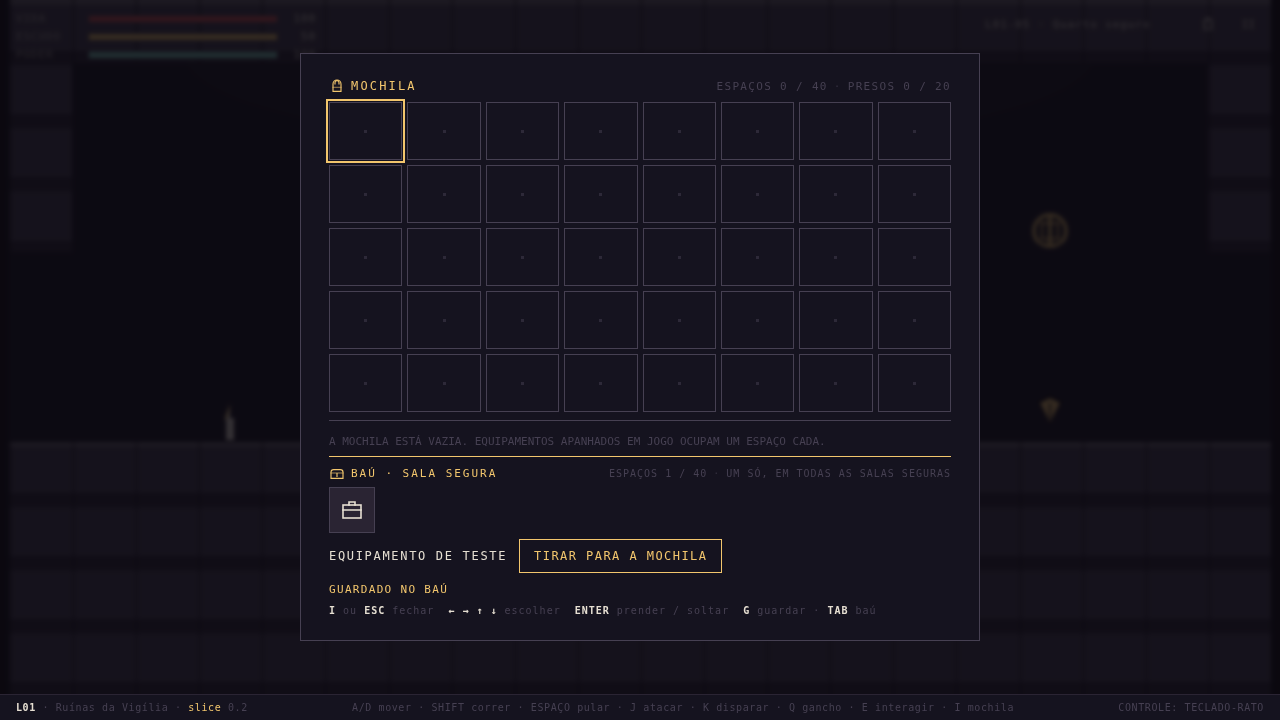 MOCHILA
ESPAÇOS 0 / 40 · PRESOS 0 / 20
A MOCHILA ESTÁ VAZIA. EQUIPAMENTOS APANHADOS EM JOGO OCUPAM UM ESPAÇO CADA.
BAÚ · SALA SEGURA
ESPAÇOS 1 / 40 · UM SÓ, EM TODAS AS SALAS SEGURAS
EQUIPAMENTO DE TESTE
TIRAR PARA A MOCHILA
GUARDADO NO BAÚ
I ou ESC fechar ← → ↑ ↓ escolher ENTER prender / soltar G guardar · TAB baú
L01 · Ruínas da Vigília · slice 0.2
A/D mover · SHIFT correr · ESPAÇO pular · J atacar · K disparar · Q gancho · E interagir · I mochila
CONTROLE: TECLADO-RATO